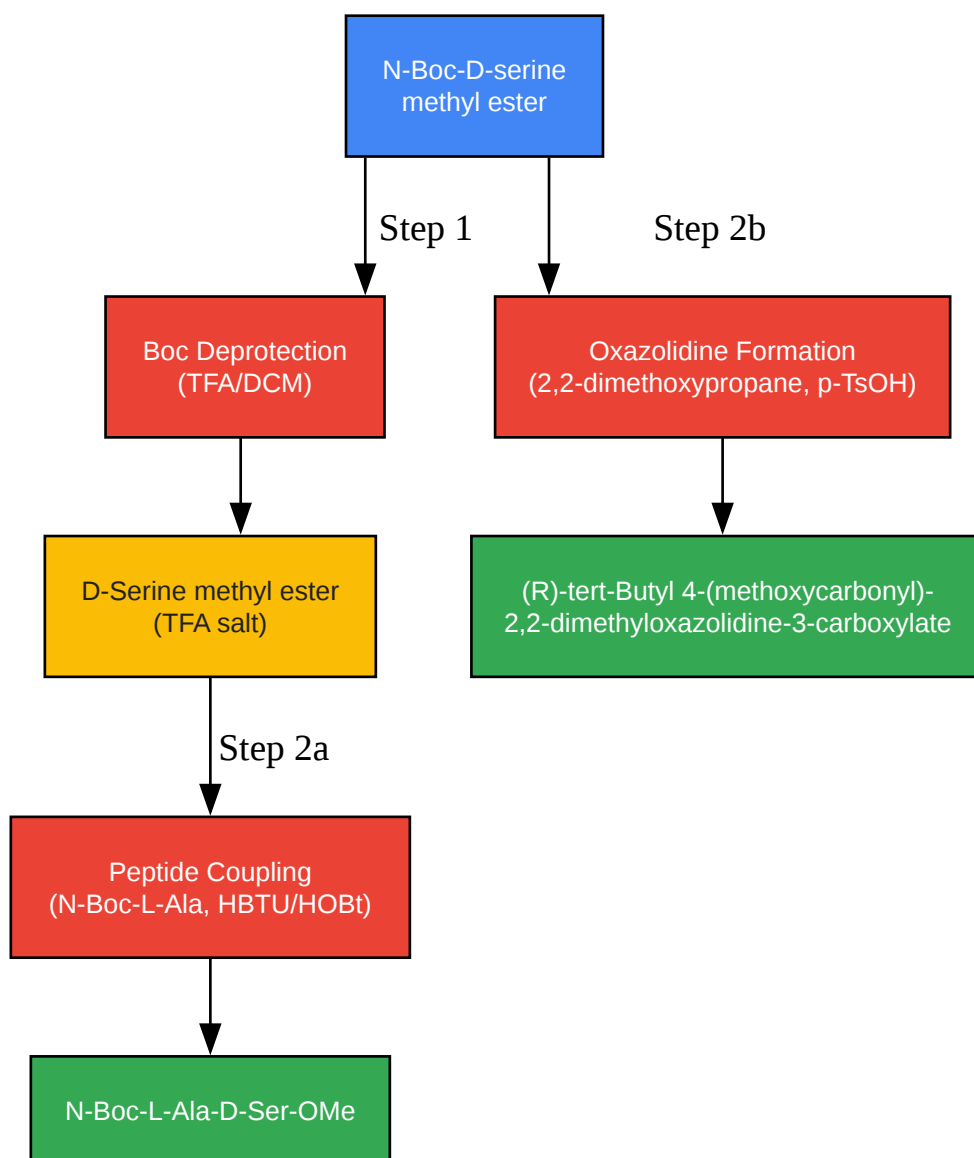 N-Boc-D-serine
methyl ester
Step 1
Step 2b
Boc Deprotection
(TFA/DCM)
Oxazolidine Formation
(2,2-dimethoxypropane, p-TsOH)
D-Serine methyl ester
(TFA salt)
(R)-tert-Butyl 4-(methoxycarbonyl)-
2,2-dimethyloxazolidine-3-carboxylate
Step 2a
Peptide Coupling
(N-Boc-L-Ala, HBTU/HOBt)
N-Boc-L-Ala-D-Ser-OMe